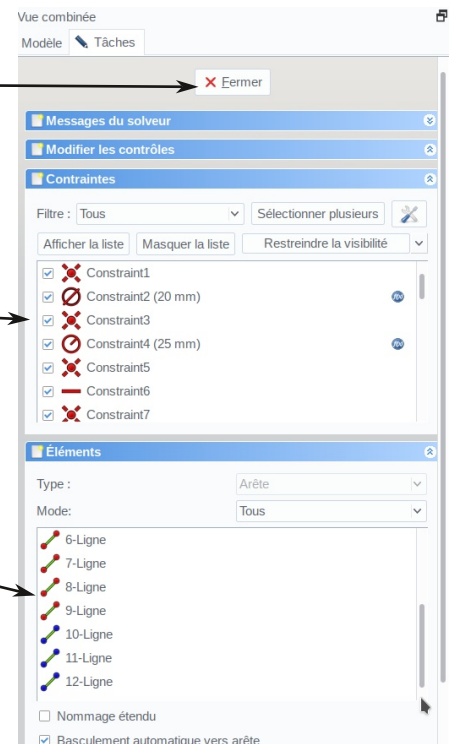 Vue combinée
Modèle Tâches
Fermer
Messages du solveur
Modifier les contrôles
Contraintes
Filtre : Tous Sélectionner plusieurs
Afficher la liste Masquer la liste Restreindre la visibilité
Constraint1
Constraint2 (20 mm) f(x)
Constraint3
Constraint4 (25 mm) f(x)
Constraint5
Constraint6
Constraint7
Éléments
Type : Arête
Mode: Tous
6-Ligne
7-Ligne
8-Ligne
9-Ligne
10-Ligne
11-Ligne
12-Ligne
Nommage étendu
Basculement automatique vers arête